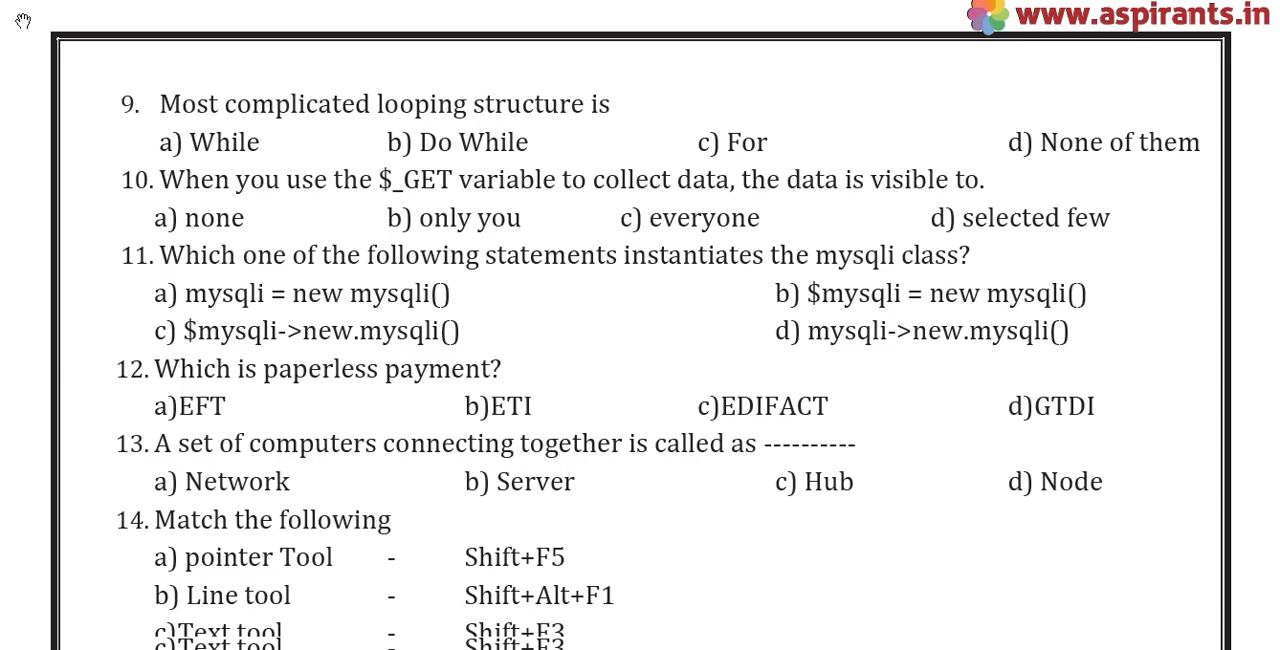 www.aspirants.in
9. Most complicated looping structure is
a) While b) Do While c) For d) None of them
10. When you use the $_GET variable to collect data, the data is visible to.
a) none b) only you c) everyone d) selected few
11. Which one of the following statements instantiates the mysqli class?
a) mysqli = new mysqli() b) $mysqli = new mysqli()
c) $mysqli->new.mysqli() d) mysqli->new.mysqli()
12. Which is paperless payment?
a)EFT b)ETI c)EDIFACT d)GTDI
13. A set of computers connecting together is called as ----------
a) Network b) Server c) Hub d) Node
14. Match the following
a) pointer Tool - Shift+F5
b) Line tool - Shift+Alt+F1
c)Text tool - Shift+F3